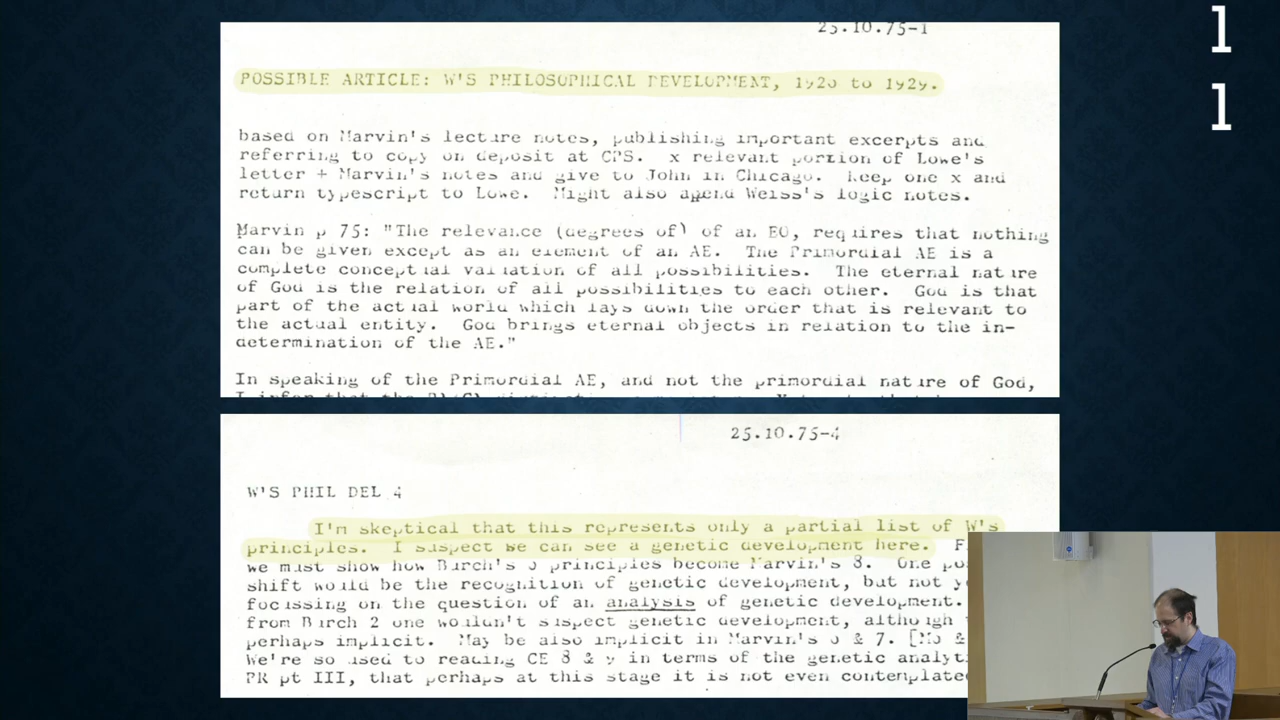 25.10.75-1
1
1
POSSIBLE ARTICLE: W'S PHILOSOPHICAL DEVELOPMENT, 1926 to 1929.
based on Marvin's lecture notes, publishing important excerpts and
referring to copy on deposit at CPS. x relevant portion of Lowe's
letter + Marvin's notes and give to John in Chicago. Keep one x and
return typescript to Lowe. Might also append Weiss's logic notes.
Marvin p 75: "The relevance (degrees of) of an EO, requires that nothing
can be given except as an element of an AE. The Primordial AE is a
complete conceptual valuation of all possibilities. The eternal nature
of God is the relation of all possibilities to each other. God is that
part of the actual world which lays down the order that is relevant to
the actual entity. God brings eternal objects in relation to the in-
determination of the AE."
In speaking of the Primordial AE, and not the primordial nature of God,
I infer that the
25.10.75-4
W'S PHIL DEL 4
I'm skeptical that this represents only a partial list of W's
principles. I suspect we can see a genetic development here.
we must show how Burch's 6 principles become Marvin's 8. One
shift would be the recognition of genetic development, but not
focussing on the question of an analysis of genetic development.
from Burch 2 one wouldn't suspect genetic development, although
perhaps implicit. May be also implicit in Marvin's 6 & 7.
We're so used to reading CE 8 & 9 in terms of the genetic
PR pt III, that perhaps at this stage it is not even